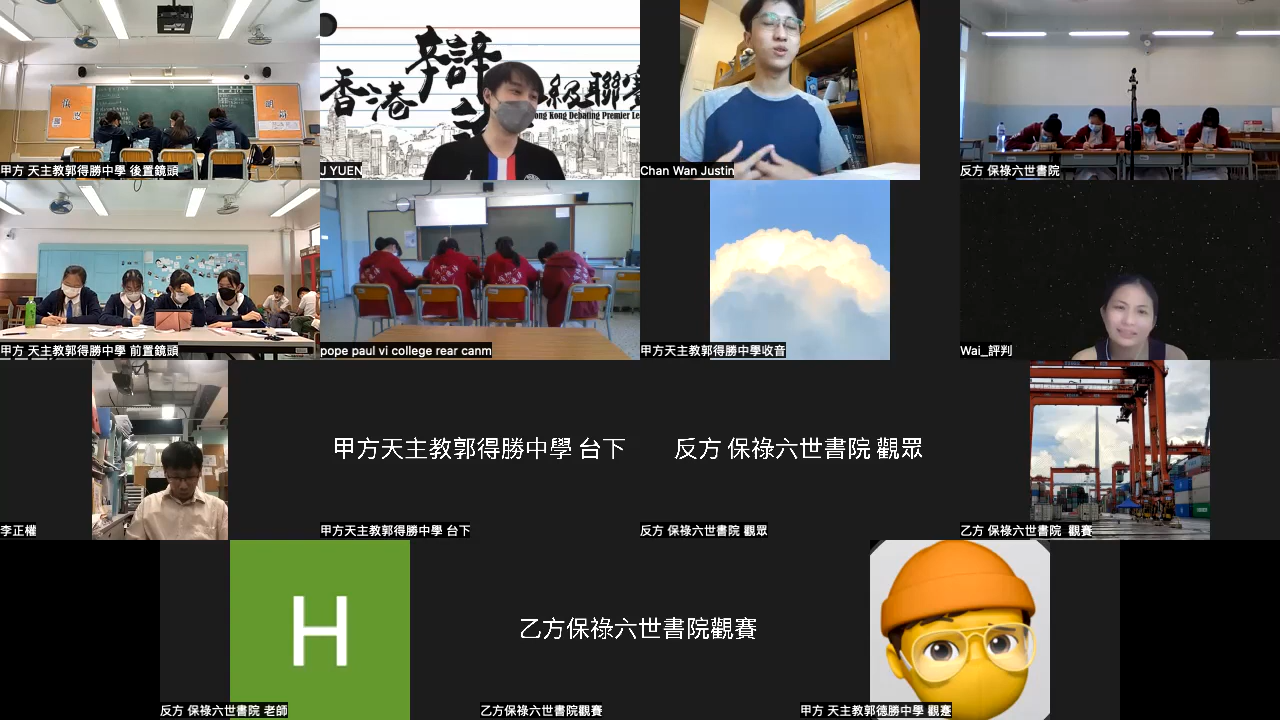 甲方 天主教郭得勝中學 後置鏡頭
香港辯
級聯賽
ong Kong Debating Premier Le
J YUEN
Chan Wan Justin
反方 保祿六世書院
甲方 天主教郭得勝中學 前置鏡頭
pope paul vi college rear canm
甲方天主教郭得勝中學收音
Wai_評判
李正權
甲方天主教郭得勝中學 台下
甲方天主教郭得勝中學 台下
反方 保祿六世書院 觀眾
反方 保祿六世書院 觀眾
乙方 保祿六世書院 觀賽
H
反方 保祿六世書院 老師
乙方保祿六世書院觀賽
乙方保祿六世書院觀賽
甲方 天主教郭德勝中學 觀蹇